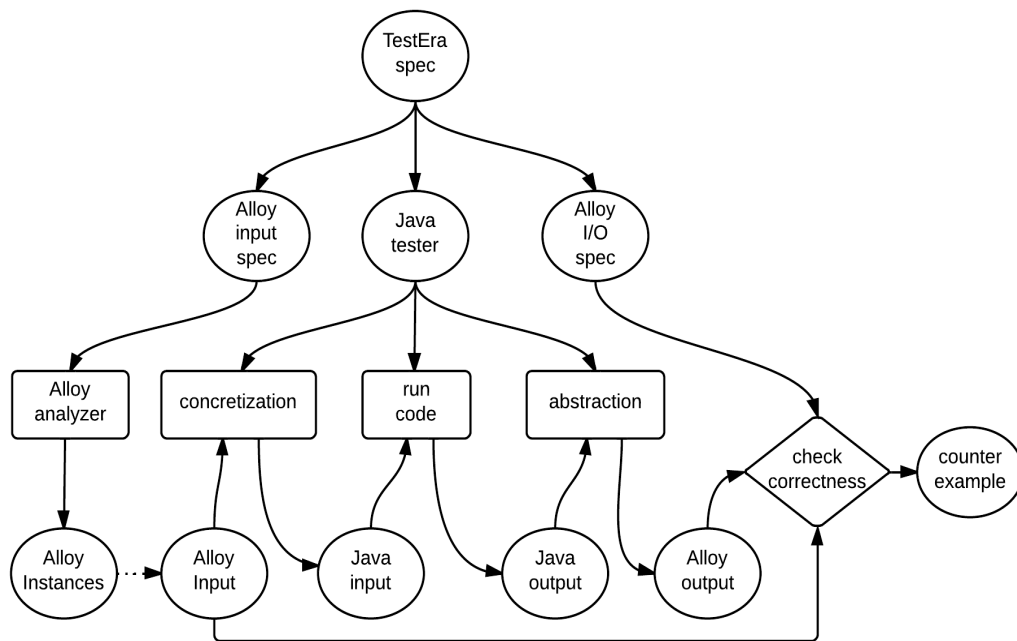 TestEra
spec
Alloy
input
spec
Java
tester
Alloy
I/O
spec
Alloy
analyzer
concretization
run
code
abstraction
check
correctness
counter
example
Alloy
Instances
Alloy
Input
Java
input
Java
output
Alloy
output